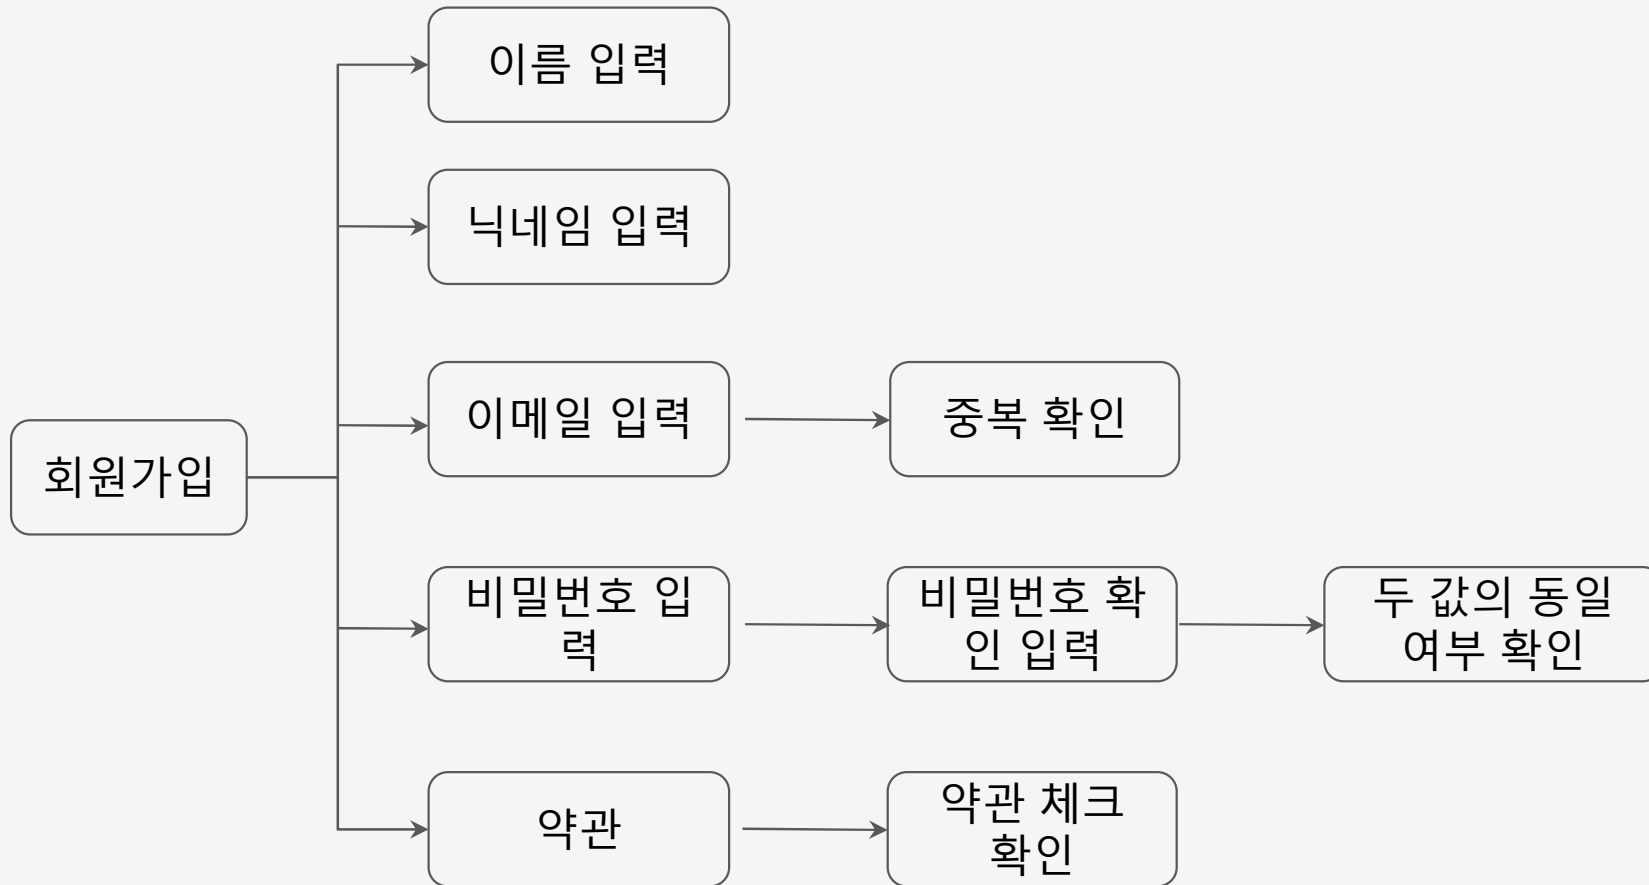 이름 입력
닉네임 입력
이메일 입력
중복 확인
회원가입
비밀번호 입
력
비밀번호 확
인 입력
두 값의 동일
여부 확인
약관
약관 체크
확인